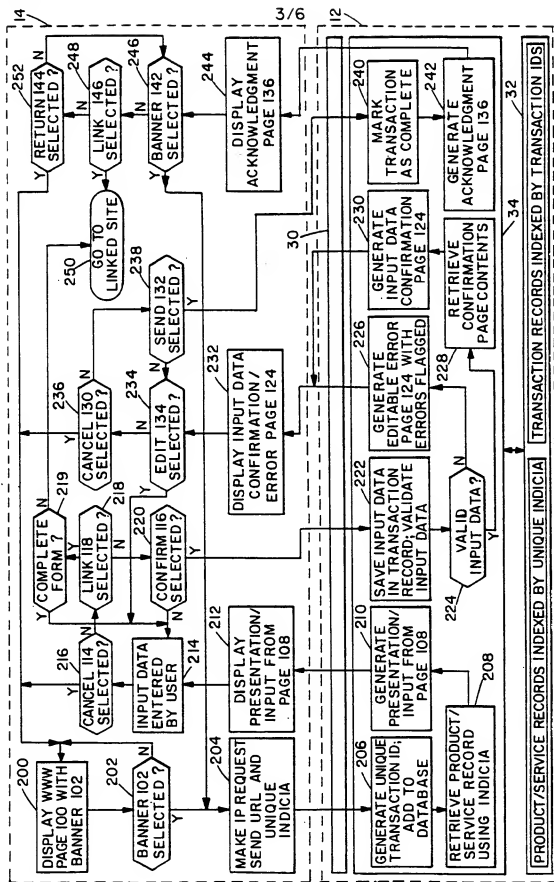 3/6
14
12
200
DISPLAY WWW
PAGE 100 WITH
BANNER 102
202
BANNER 102
SELECTED?
N
Y
204
MAKE IP REQUEST
SEND URL AND
UNIQUE
INDICIA
206
GENERATE UNIQUE
TRANSACTION ID;
ADD TO
DATABASE
RETRIEVE PRODUCT/
SERVICE RECORD
USING INDICIA
208
210
GENERATE
PRESENTATION/
INPUT FROM
PAGE 108
212
DISPLAY
PRESENTATION/
INPUT FROM
PAGE 108
INPUT DATA
ENTERED
BY USER
214
216
CANCEL 114
SELECTED?
Y
N
LINK 118
SELECTED?
218
Y
N
COMPLETE
FORM?
219
Y
N
220
CONFIRM 116
SELECTED?
N
Y
222
SAVE INPUT DATA
IN TRANSACTION
RECORD; VALIDATE
INPUT DATA
224
VALID
INPUT DATA?
N
Y
226
GENERATE
EDITABLE ERROR
PAGE 124 WITH
ERRORS FLAGGED
228
RETRIEVE
CONFIRMATION
PAGE CONTENTS
230
GENERATE
INPUT DATA
CONFIRMATION
PAGE 124
232
DISPLAY INPUT DATA
CONFIRMATION/
ERROR PAGE 124
234
EDIT 134
SELECTED?
Y
N
236
CANCEL 130
SELECTED?
Y
N
238
SEND 132
SELECTED?
N
Y
240
MARK
TRANSACTION
AS COMPLETE
242
GENERATE
ACKNOWLEDGMENT
PAGE 136
244
DISPLAY
ACKNOWLEDGMENT
PAGE 136
246
BANNER 142
SELECTED?
Y
N
248
LINK 146
SELECTED?
Y
N
250
GO TO
LINKED SITE
252
RETURN 144
SELECTED?
Y
N
30
34
32
PRODUCT/SERVICE RECORDS INDEXED BY UNIQUE INDICIA
TRANSACTION RECORDS INDEXED BY TRANSACTION IDS